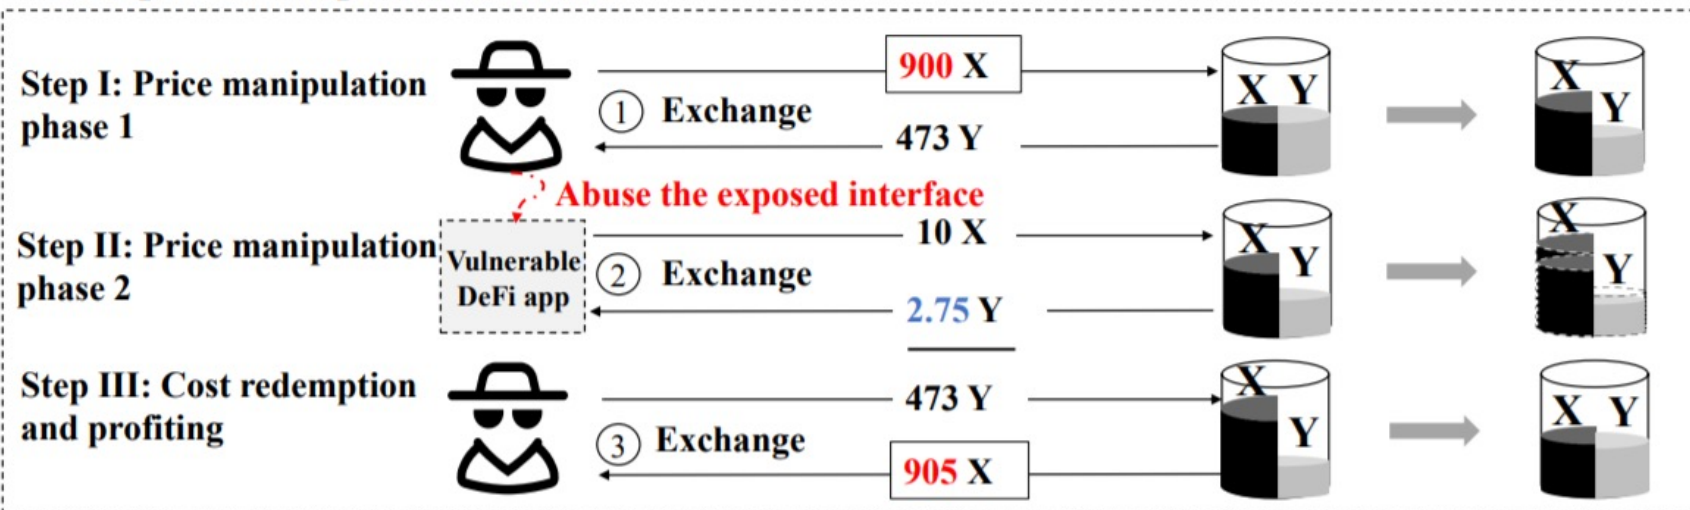 Step I: Price manipulation
phase 1
900 X
1 Exchange
473 Y
X Y
X
Y
Abuse the exposed interface
Step II: Price manipulation
phase 2
Vulnerable
DeFi app
10 X
2 Exchange
2.75 Y
X
Y
X
Y
Step III: Cost redemption
and profiting
473 Y
3 Exchange
905 X
X
Y
X Y